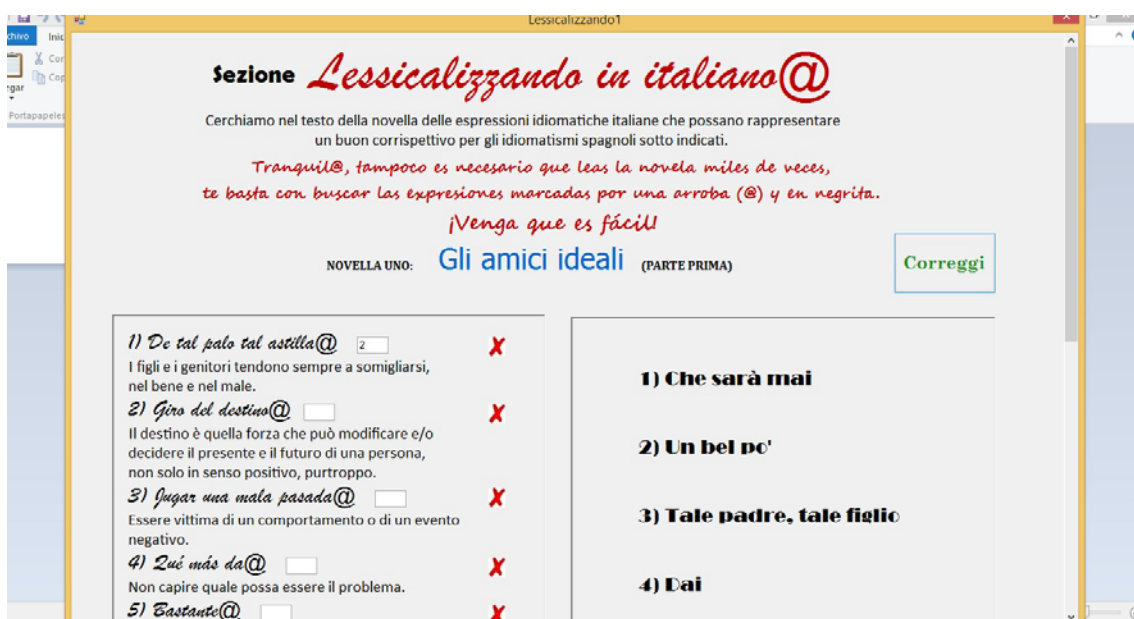 Lessicalizzando1
Inic
Cor
Cop
egar
Portapapeles
Sezione Lessicalizzando in italiano@
Cerchiamo nel testo della novella delle espressioni idiomatiche italiane che possano rappresentare
un buon corrispettivo per gli idiomatismi spagnoli sotto indicati.
Tranquil@, tampoco es necesario que leas la novela miles de veces,
te basta con buscar las expresiones marcadas por una arroba (@) y en negrita.
¡Venga que es fácil!
NOVELLA UNO: Gli amici ideali (PARTE PRIMA)
Correggi
1) De tal palo tal astilla@ 2
I figli e i genitori tendono sempre a somigliarsi,
nel bene e nel male.
2) Giro del destino@
Il destino è quella forza che può modificare e/o
decidere il presente e il futuro di una persona,
non solo in senso positivo, purtroppo.
3) Jugar una mala pasada@
Essere vittima di un comportamento o di un evento
negativo.
4) Qué más da@
Non capire quale possa essere il problema.
5) Bastante@
1) Che sarà mai
2) Un bel po'
3) Tale padre, tale figlio
4) Dai